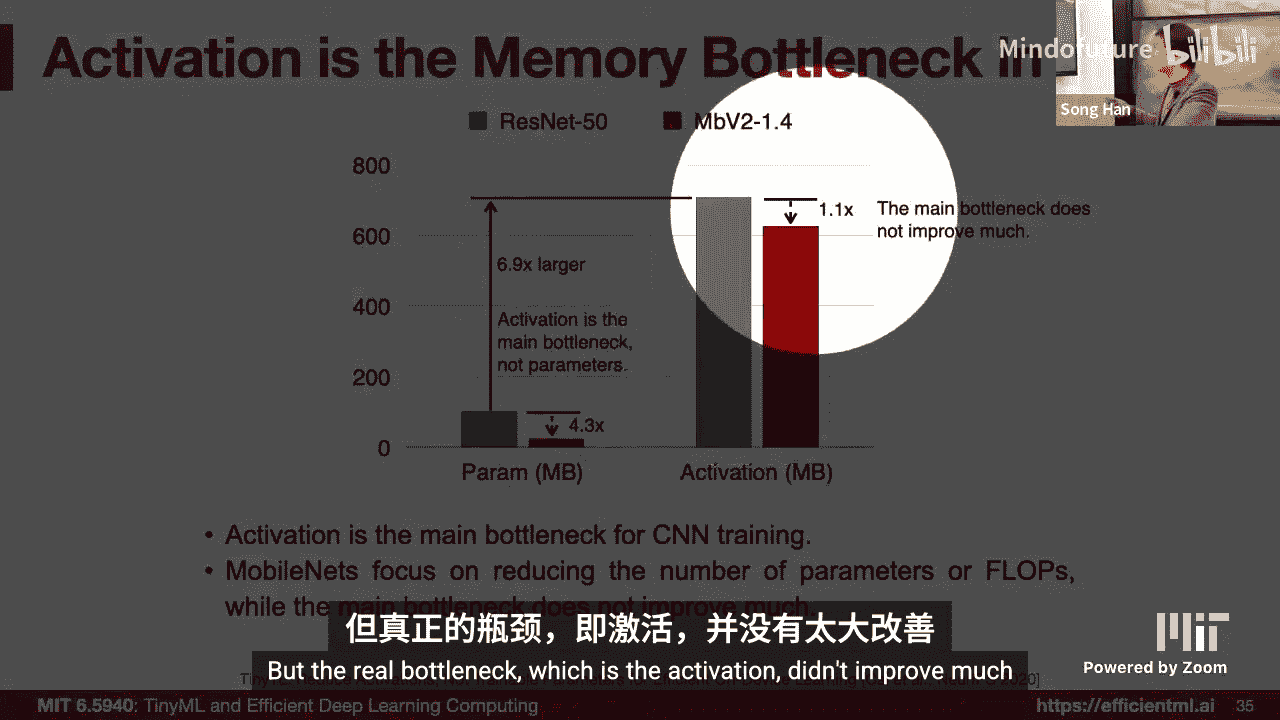 Activation is the Memory Bottleneck in
Mindofuture bilibili
Song Han
ResNet-50
MbV2-1.4
800
600
400
200
0
6.9x larger
Activation is the
main bottleneck,
not parameters.
4.3x
1.1x
The main bottleneck does
not improve much.
Param (MB)
Activation (MB)
• Activation is the main bottleneck for CNN training.
• MobileNets focus on reducing the number of parameters or FLOPs,
while the main bottleneck does not improve much.
但真正的瓶颈，即激活，并没有太大改善
But the real bottleneck, which is the activation, didn't improve much
MIT
Powered by Zoom
MIT 6.5940: TinyML and Efficient Deep Learning Computing
https://efficientml.ai
35